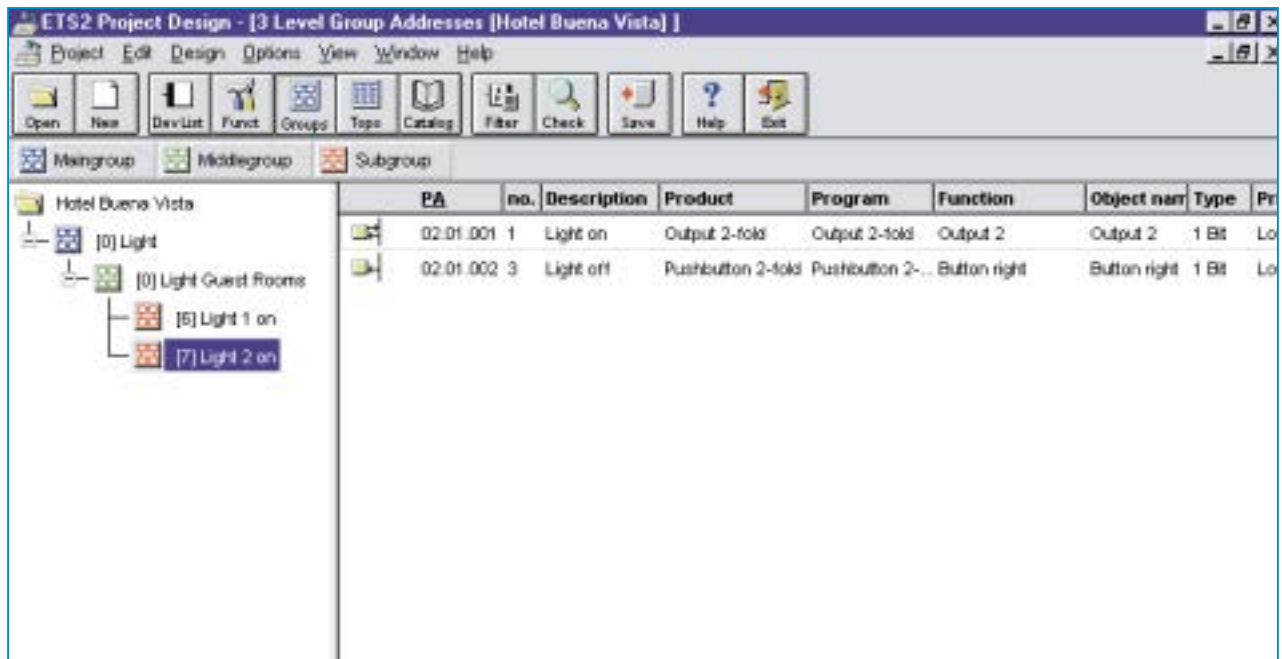 ETS2 Project Design - [3 Level Group Addresses [Hotel Buena Vista] ]
Project Edit Design Options View Window Help
Open New DevList Funct Groups Topo Catalog Filter Check Save Help Exit
Maingroup Middlegroup Subgroup
Hotel Buena Vista
[0] Light
[0] Light Guest Rooms
[6] Light 1 on
[7] Light 2 on
PA no. Description Product Program Function Object nam Type Pri
02.01.001 1 Light on Output 2-fold Output 2-fold Output 2 Output 2 1 Bit Lo
02.01.002 3 Light off Pushbutton 2-fold Pushbutton 2-... Button right Button right 1 Bit Lo